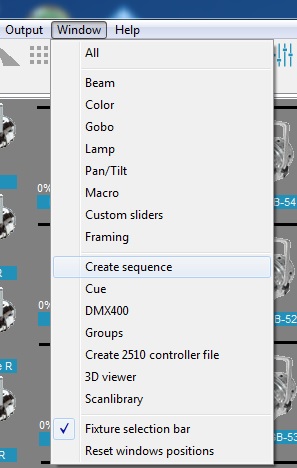 Output Window Help
All
Beam
Color
Gobo
Lamp
Pan/Tilt
Macro
Custom sliders
Framing
Create sequence
Cue
DMX400
Groups
Create 2510 controller file
3D viewer
Scanlibrary
Fixture selection bar
Reset windows positions
0%
0%
0%
B-54
B-52
B-53
R
e R